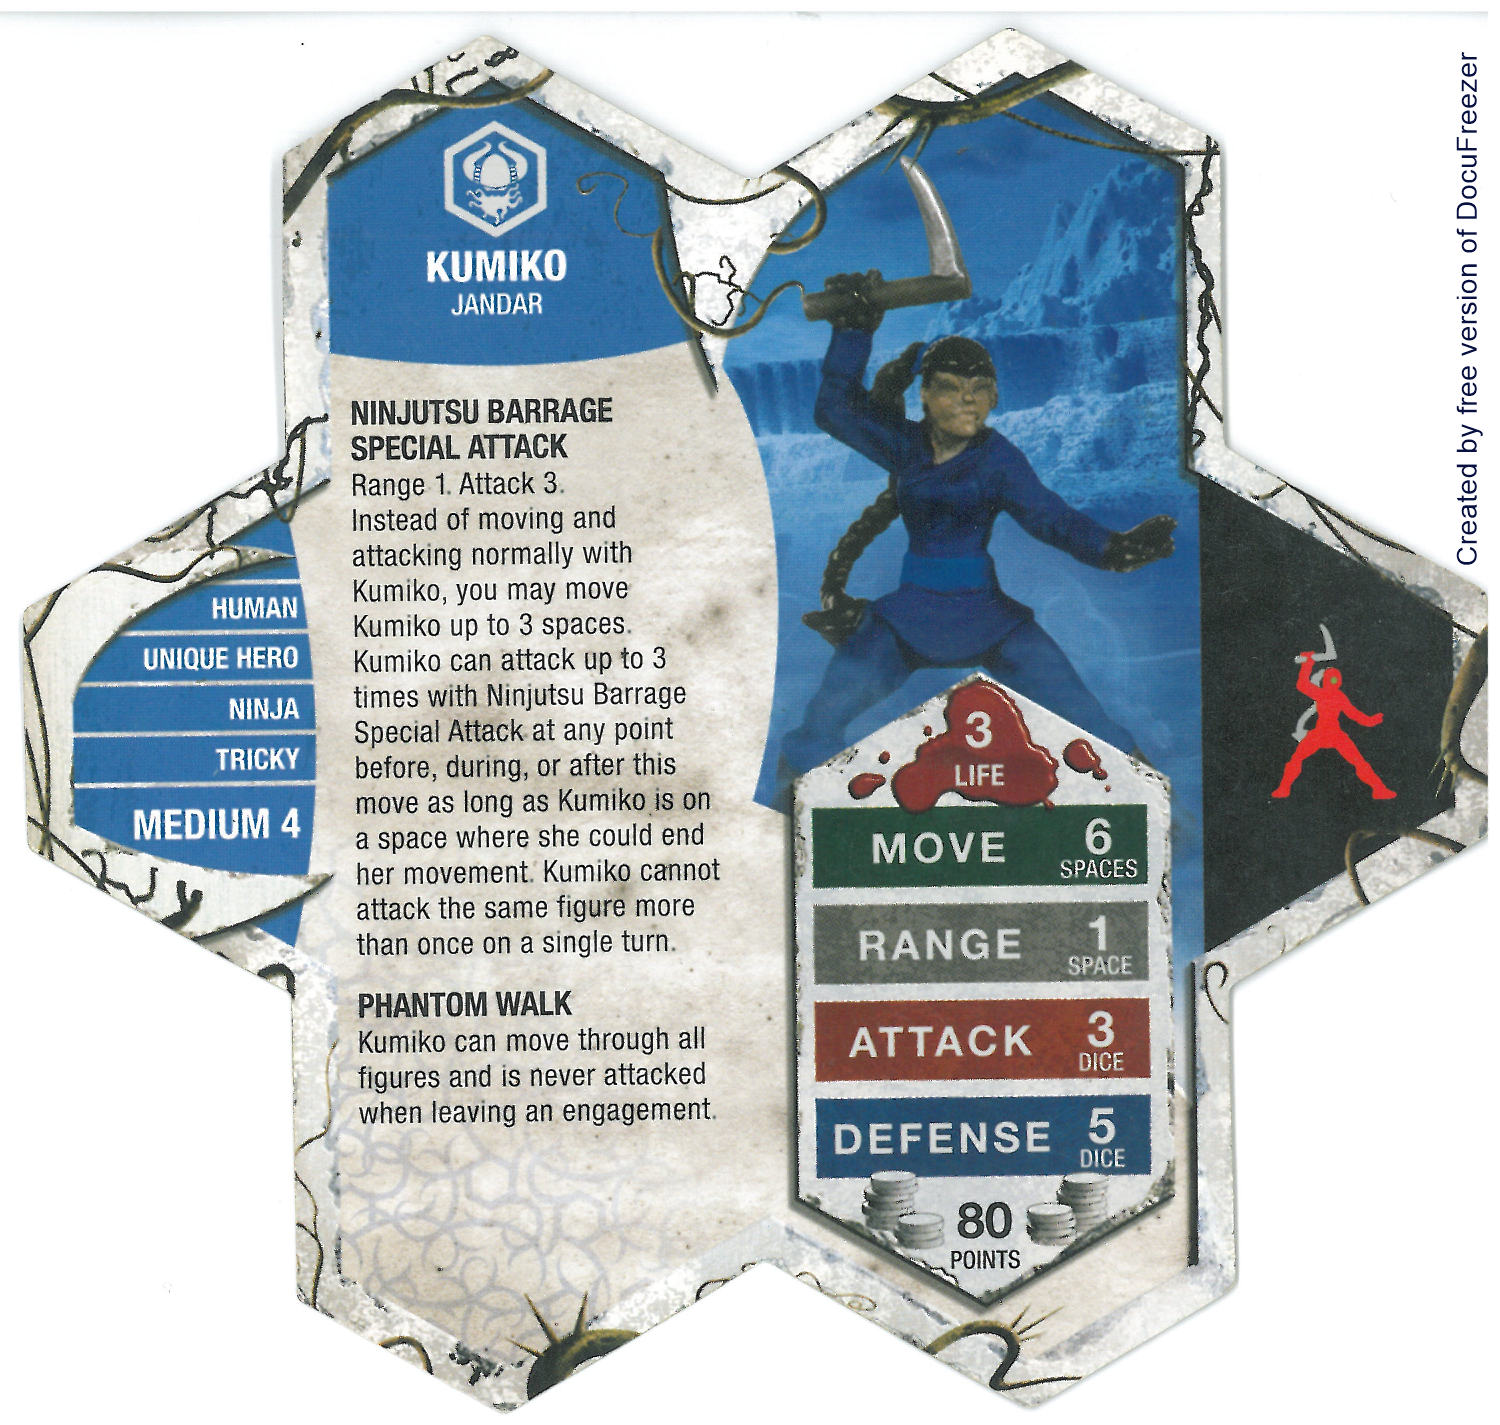 KUMIKO
JANDAR
NINJUTSU BARRAGE
SPECIAL ATTACK
Range 1. Attack 3.
Instead of moving and
attacking normally with
Kumiko, you may move
Kumiko up to 3 spaces.
Kumiko can attack up to 3
times with Ninjutsu Barrage
Special Attack at any point
before, during, or after this
move as long as Kumiko is on
a space where she could end
her movement. Kumiko cannot
attack the same figure more
than once on a single turn.
PHANTOM WALK
Kumiko can move through all
figures and is never attacked
when leaving an engagement.
HUMAN
UNIQUE HERO
NINJA
TRICKY
MEDIUM 4
3
LIFE
MOVE 6
SPACES
RANGE 1
SPACE
ATTACK 3
DICE
DEFENSE 5
DICE
80
POINTS
Created by free version of DocuFreezer